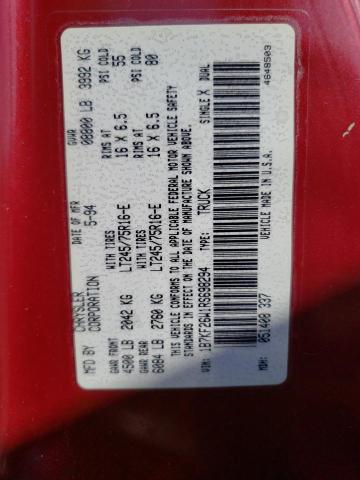 MFD BY CHRYSLER CORPORATION
DATE OF MFR 5-94
GVWR 08800 LB 3992 KG
GAWR FRONT 4500 LB 2042 KG
WITH TIRES LT245/75R16-E
RIMS AT 16 X 6.5
PSI COLD 55
GAWR REAR 6084 LB 2760 KG
WITH TIRES LT245/75R16-E
RIMS AT 16 X 6.5
PSI COLD 80
THIS VEHICLE CONFORMS TO ALL APPLICABLE FEDERAL MOTOR VEHICLE SAFETY
STANDARDS IN EFFECT ON THE DATE OF MANUFACTURE SHOWN ABOVE.
SINGLE X DUAL
TYPE: TRUCK
VIN:
051400 337
VEHICLE MADE IN U.S.A.
4648503